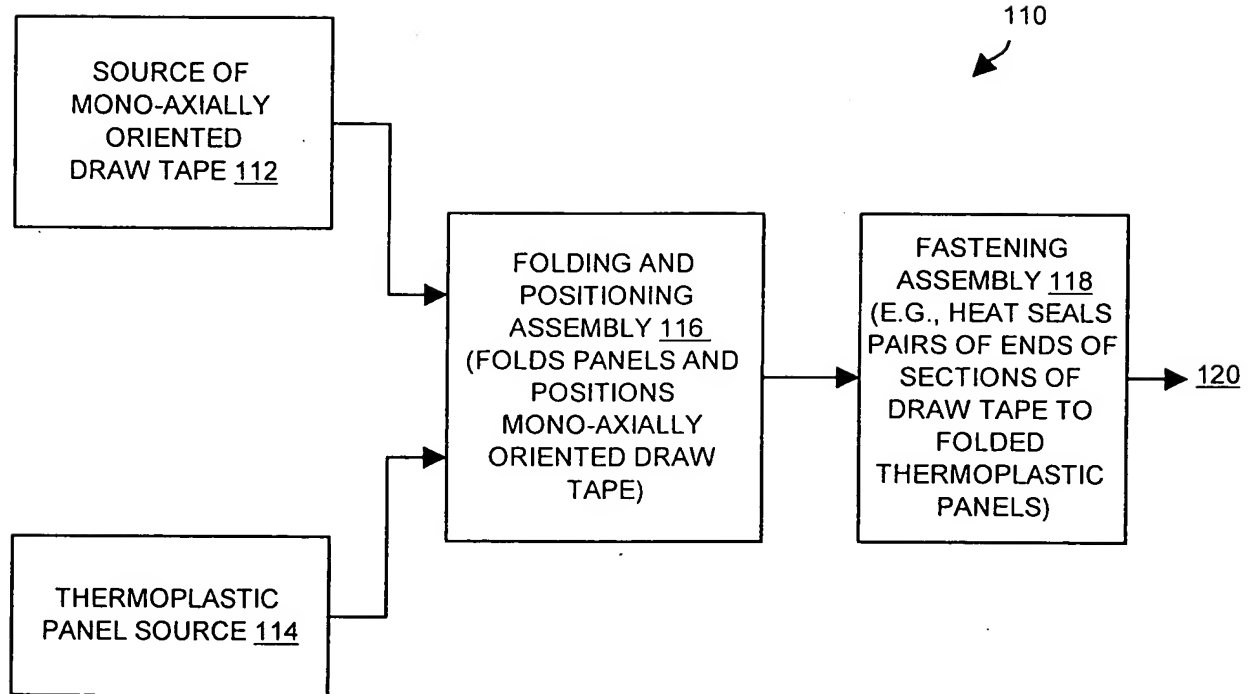 110
SOURCE OF
MONO-AXIALLY
ORIENTED
DRAW TAPE 112
FOLDING AND
POSITIONING
ASSEMBLY 116
(FOLDS PANELS AND
POSITIONS
MONO-AXIALLY
ORIENTED DRAW
TAPE)
FASTENING
ASSEMBLY 118
(E.G., HEAT SEALS
PAIRS OF ENDS OF
SECTIONS OF
DRAW TAPE TO
FOLDED
THERMOPLASTIC
PANELS)
120
THERMOPLASTIC
PANEL SOURCE 114